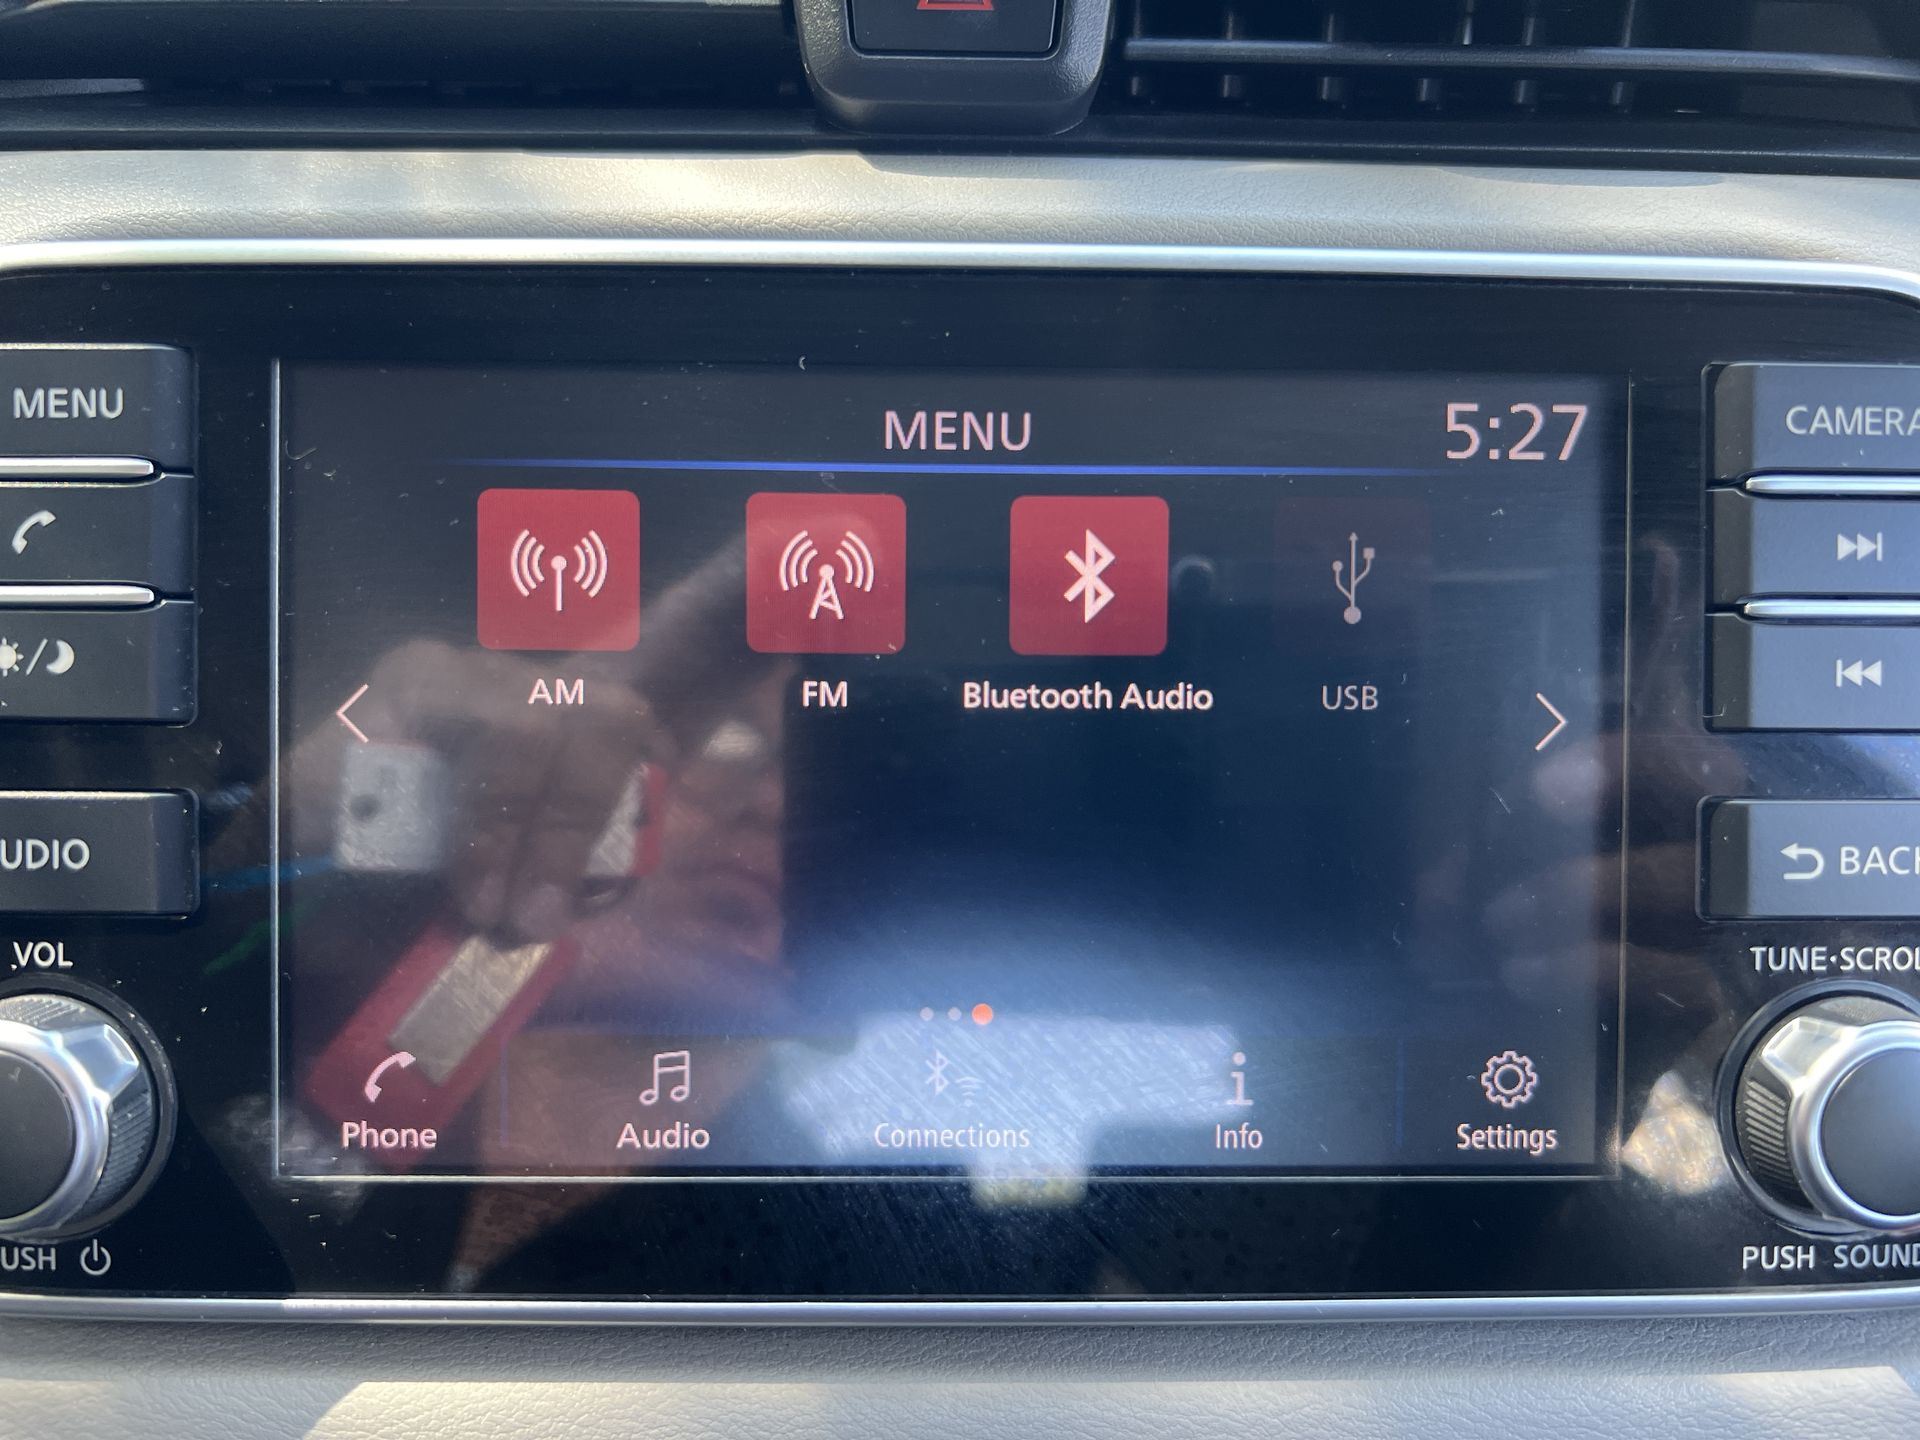 MENU
UDIO
VOL
USH
MENU
5:27
AM
FM
Bluetooth Audio
USB
Phone
Audio
Connections
Info
Settings
CAMERA
BACK
TUNE·SCROL
PUSH SOUND